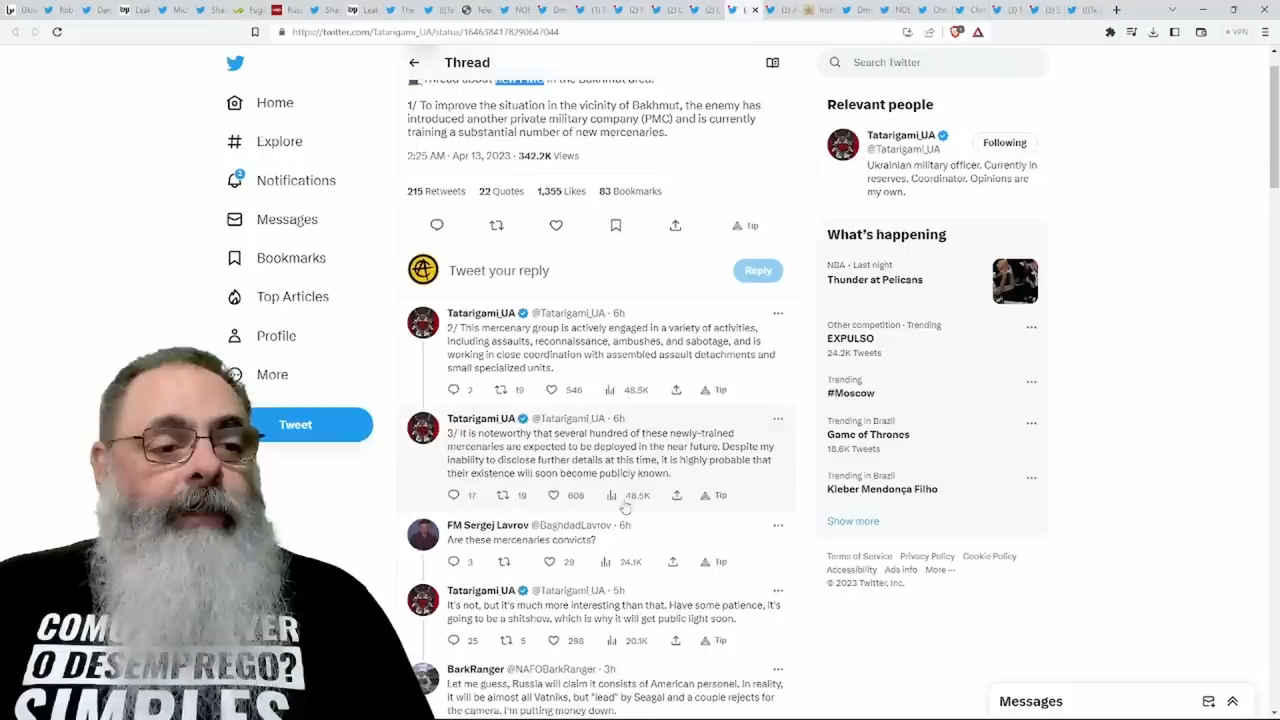 https://twitter.com/Tatarigami_UA/status/1646384178290647044
VPN
Home
Explore
2
Notifications
Messages
Bookmarks
Top Articles
Profile
More
Tweet
Thread
Thread about new PMC in the Bakhmut area.
1/ To improve the situation in the vicinity of Bakhmut, the enemy has
introduced another private military company (PMC) and is currently
training a substantial number of new mercenaries.
2:25 AM · Apr 13, 2023 · 342.2K Views
215 Retweets 22 Quotes 1,355 Likes 83 Bookmarks
Tip
Tweet your reply
Reply
Tatarigami_UA @Tatarigami_UA · 6h
2/ This mercenary group is actively engaged in a variety of activities,
including assaults, reconnaissance, ambushes, and sabotage, and is
working in close coordination with assembled assault detachments and
small specialized units.
2 19 546 48.5K Tip
Tatarigami_UA @Tatarigami_UA · 6h
3/ It is noteworthy that several hundred of these newly-trained
mercenaries are expected to be deployed in the near future. Despite my
inability to disclose further details at this time, it is highly probable that
their existence will soon become publicly known.
17 19 608 48.5K Tip
FM Sergej Lavrov @BaghdadLavrov · 6h
Are these mercenaries convicts?
3 29 24.1K Tip
Tatarigami_UA @Tatarigami_UA · 5h
It's not, but it's much more interesting than that. Have some patience, it's
going to be a shitshow, which is why it will get public light soon.
25 5 298 20.1K Tip
BarkRanger @NAFOBarkRanger · 3h
Let me guess, Russia will claim it consists of American personel. In reality,
it will be almost all Vatniks, but "lead" by Seagal and a couple rejects for
the camera. I'm putting money down.
Search Twitter
Relevant people
Tatarigami_UA
@Tatarigami_UA
Following
Ukrainian military officer. Currently in
reserves. Coordinator. Opinions are
my own.
What's happening
NBA · Last night
Thunder at Pelicans
Other competition · Trending
EXPULSO
24.2K Tweets
Trending
#Moscow
Trending in Brazil
Game of Thrones
18.6K Tweets
Trending in Brazil
Kleber Mendonça Filho
Show more
Terms of Service Privacy Policy Cookie Policy
Accessibility Ads info More ···
© 2023 Twitter, Inc.
Messages
O DESEMPREGO?
SIMPLES